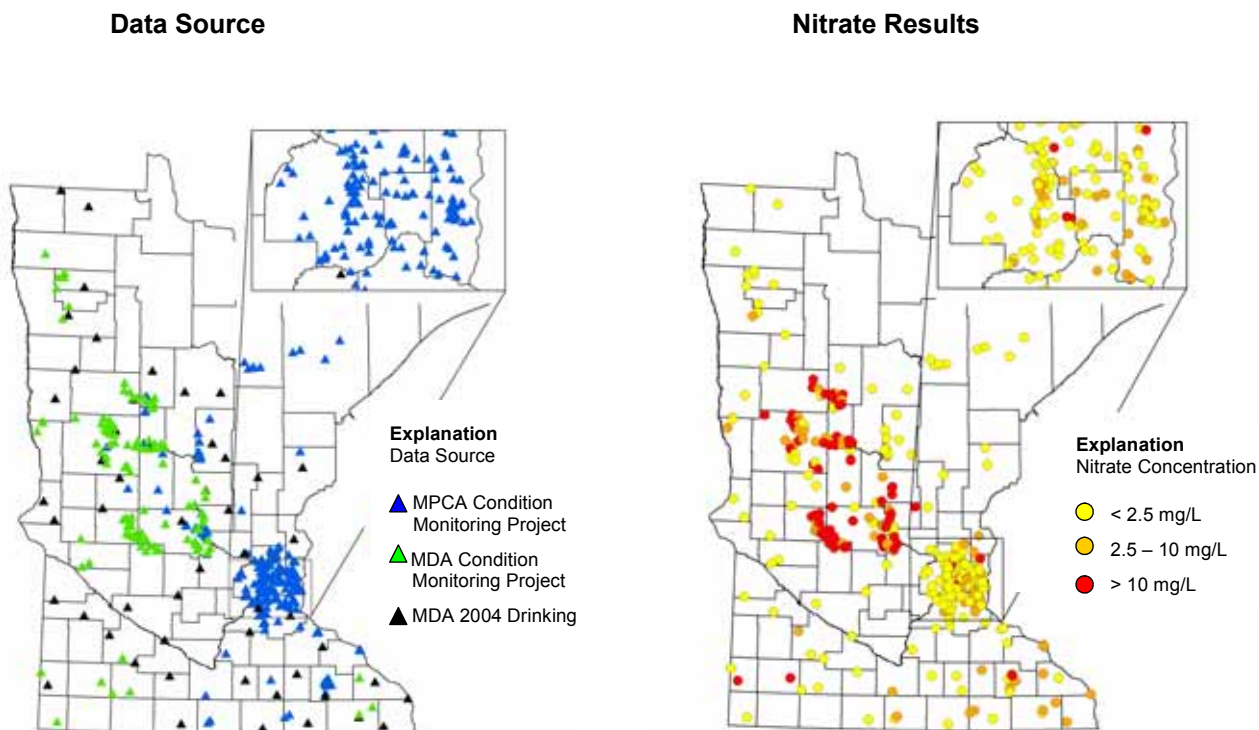 Data Source
Nitrate Results
Explanation
Data Source
MPCA Condition
Monitoring Project
MDA Condition
Monitoring Project
MDA 2004 Drinking
Explanation
Nitrate Concentration
< 2.5 mg/L
2.5 – 10 mg/L
> 10 mg/L